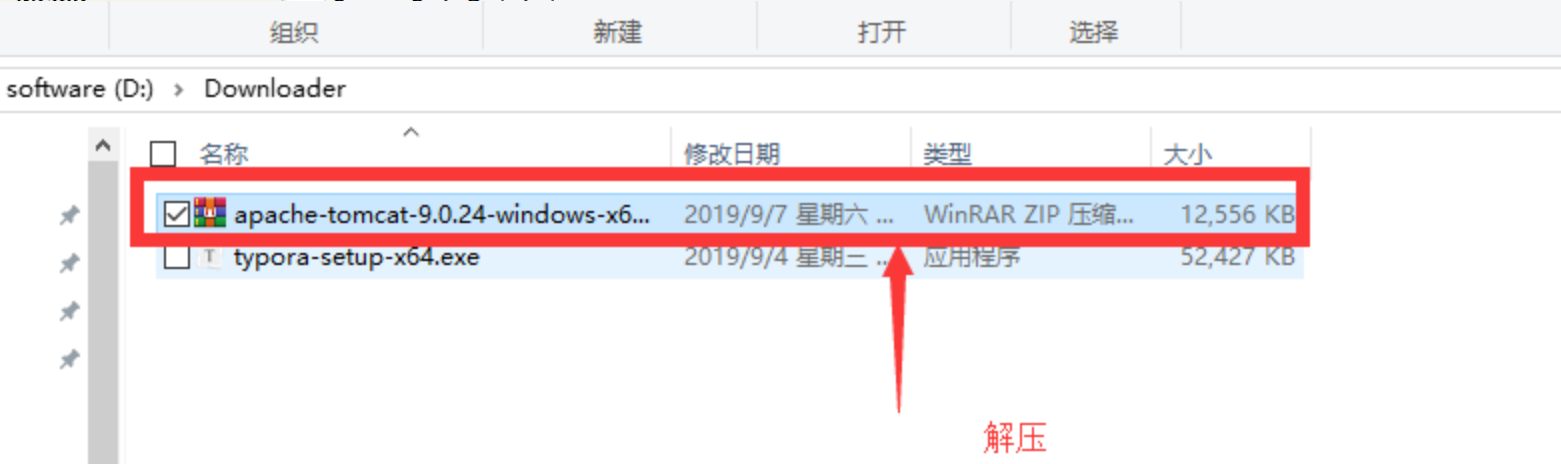 组织 新建 打开 选择
software (D:) › Downloader
名称 修改日期 类型 大小
apache-tomcat-9.0.24-windows-x6... 2019/9/7 星期六 ... WinRAR ZIP 压缩... 12,556 KB
typora-setup-x64.exe 2019/9/4 星期三 ... 应用程序 52,427 KB
解压